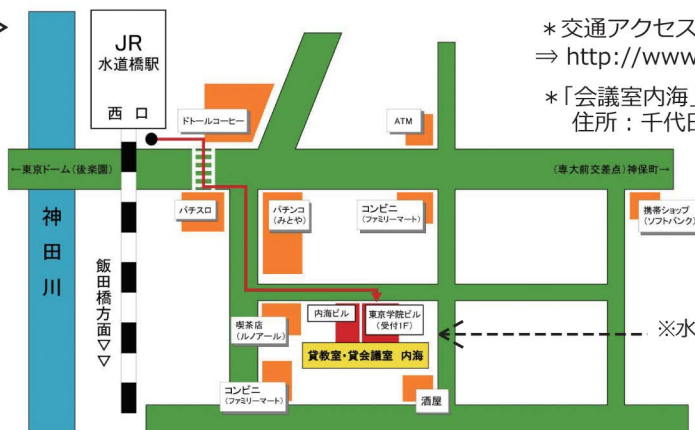 JR
水道橋駅
西口
＊交通アクセス
⇒ http://www
＊「会議室内海」
住所：千代田
ドトールコーヒー
ATM
←東京ドーム(後楽園)
(専大前交差点)神保町→
神田川
飯田橋方面▽▽
パチスロ
パチンコ
(みとや)
コンビニ
(ファミリーマート)
携帯ショップ
(ソフトバンク)
喫茶店
(ルノアール)
内海ビル
東京学院ビル
(受付1F)
※水
貸教室・貸会議室 内海
コンビニ
(ファミリーマート)
酒屋